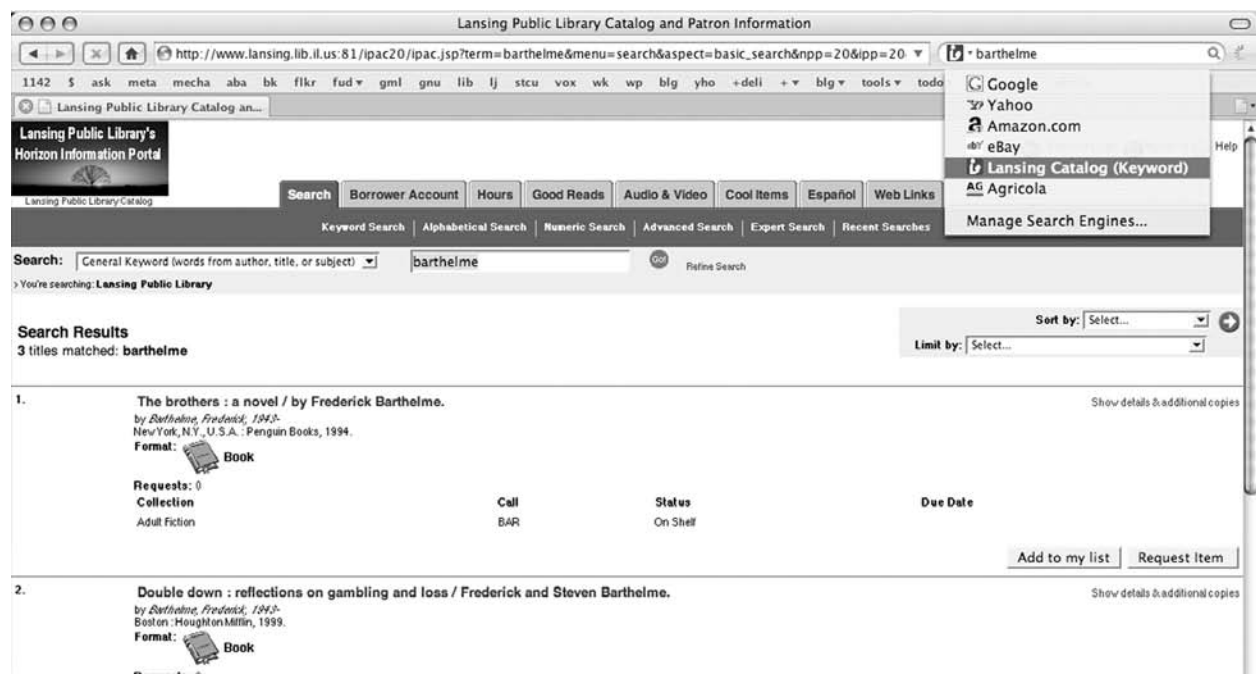 Lansing Public Library Catalog and Patron Information
http://www.lansing.lib.il.us:81/ipac20/ipac.jsp?term=barthelme&menu=search&aspect=basic_search&npp=20&ipp=20
barthelme
1142 $ ask meta mecha aba bk flkr fud gml gnu lib lj stcu vox wk wp blg yho +deli + blg tools todo
Lansing Public Library Catalog an...
Google
Yahoo
Amazon.com
eBay
Lansing Catalog (Keyword)
AG Agricola
Manage Search Engines...
Lansing Public Library's
Horizon Information Portal
Lansing Public Library Catalog
Help
Search Borrower Account Hours Good Reads Audio & Video Cool Items Español Web Links
Keyword Search | Alphabetical Search | Numeric Search | Advanced Search | Expert Search | Recent Searches
Search: General Keyword (words from author, title, or subject) barthelme Go! Refine Search
> You're searching: Lansing Public Library
Search Results
3 titles matched: barthelme
Sort by: Select...
Limit by: Select...
1. The brothers : a novel / by Frederick Barthelme. Show details & additional copies
by Barthelme, Frederick, 1943-
New York, N.Y., U.S.A. : Penguin Books, 1994.
Format: Book
Requests: 0
Collection Call Status Due Date
Adult Fiction BAR On Shelf
Add to my list Request Item
2. Double down : reflections on gambling and loss / Frederick and Steven Barthelme. Show details & additional copies
by Barthelme, Frederick, 1943-
Boston : Houghton Mifflin, 1999.
Format: Book